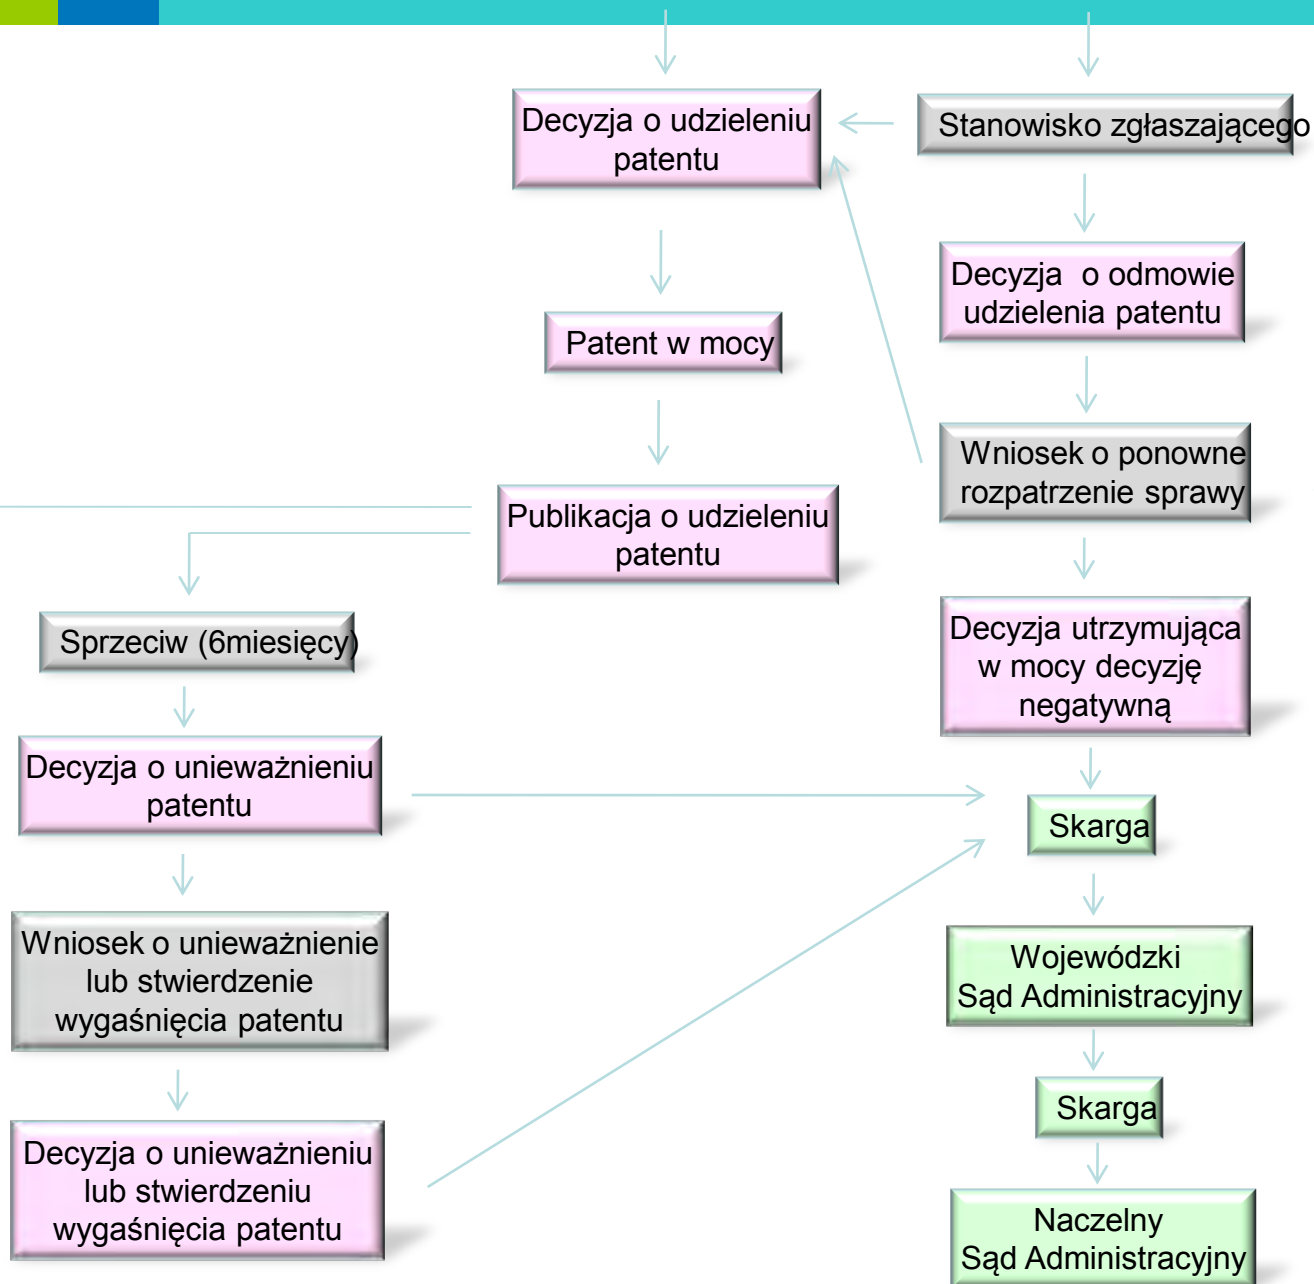 Decyzja o udzieleniu
patentu
Stanowisko zgłaszającego
Decyzja o odmowie
udzielenia patentu
Patent w mocy
Wniosek o ponowne
rozpatrzenie sprawy
Publikacja o udzieleniu
patentu
Sprzeciw (6miesięcy)
Decyzja utrzymująca
w mocy decyzję
negatywną
Decyzja o unieważnieniu
patentu
Skarga
Wniosek o unieważnienie
lub stwierdzenie
wygaśnięcia patentu
Wojewódzki
Sąd Administracyjny
Skarga
Decyzja o unieważnieniu
lub stwierdzeniu
wygaśnięcia patentu
Naczelny
Sąd Administracyjny